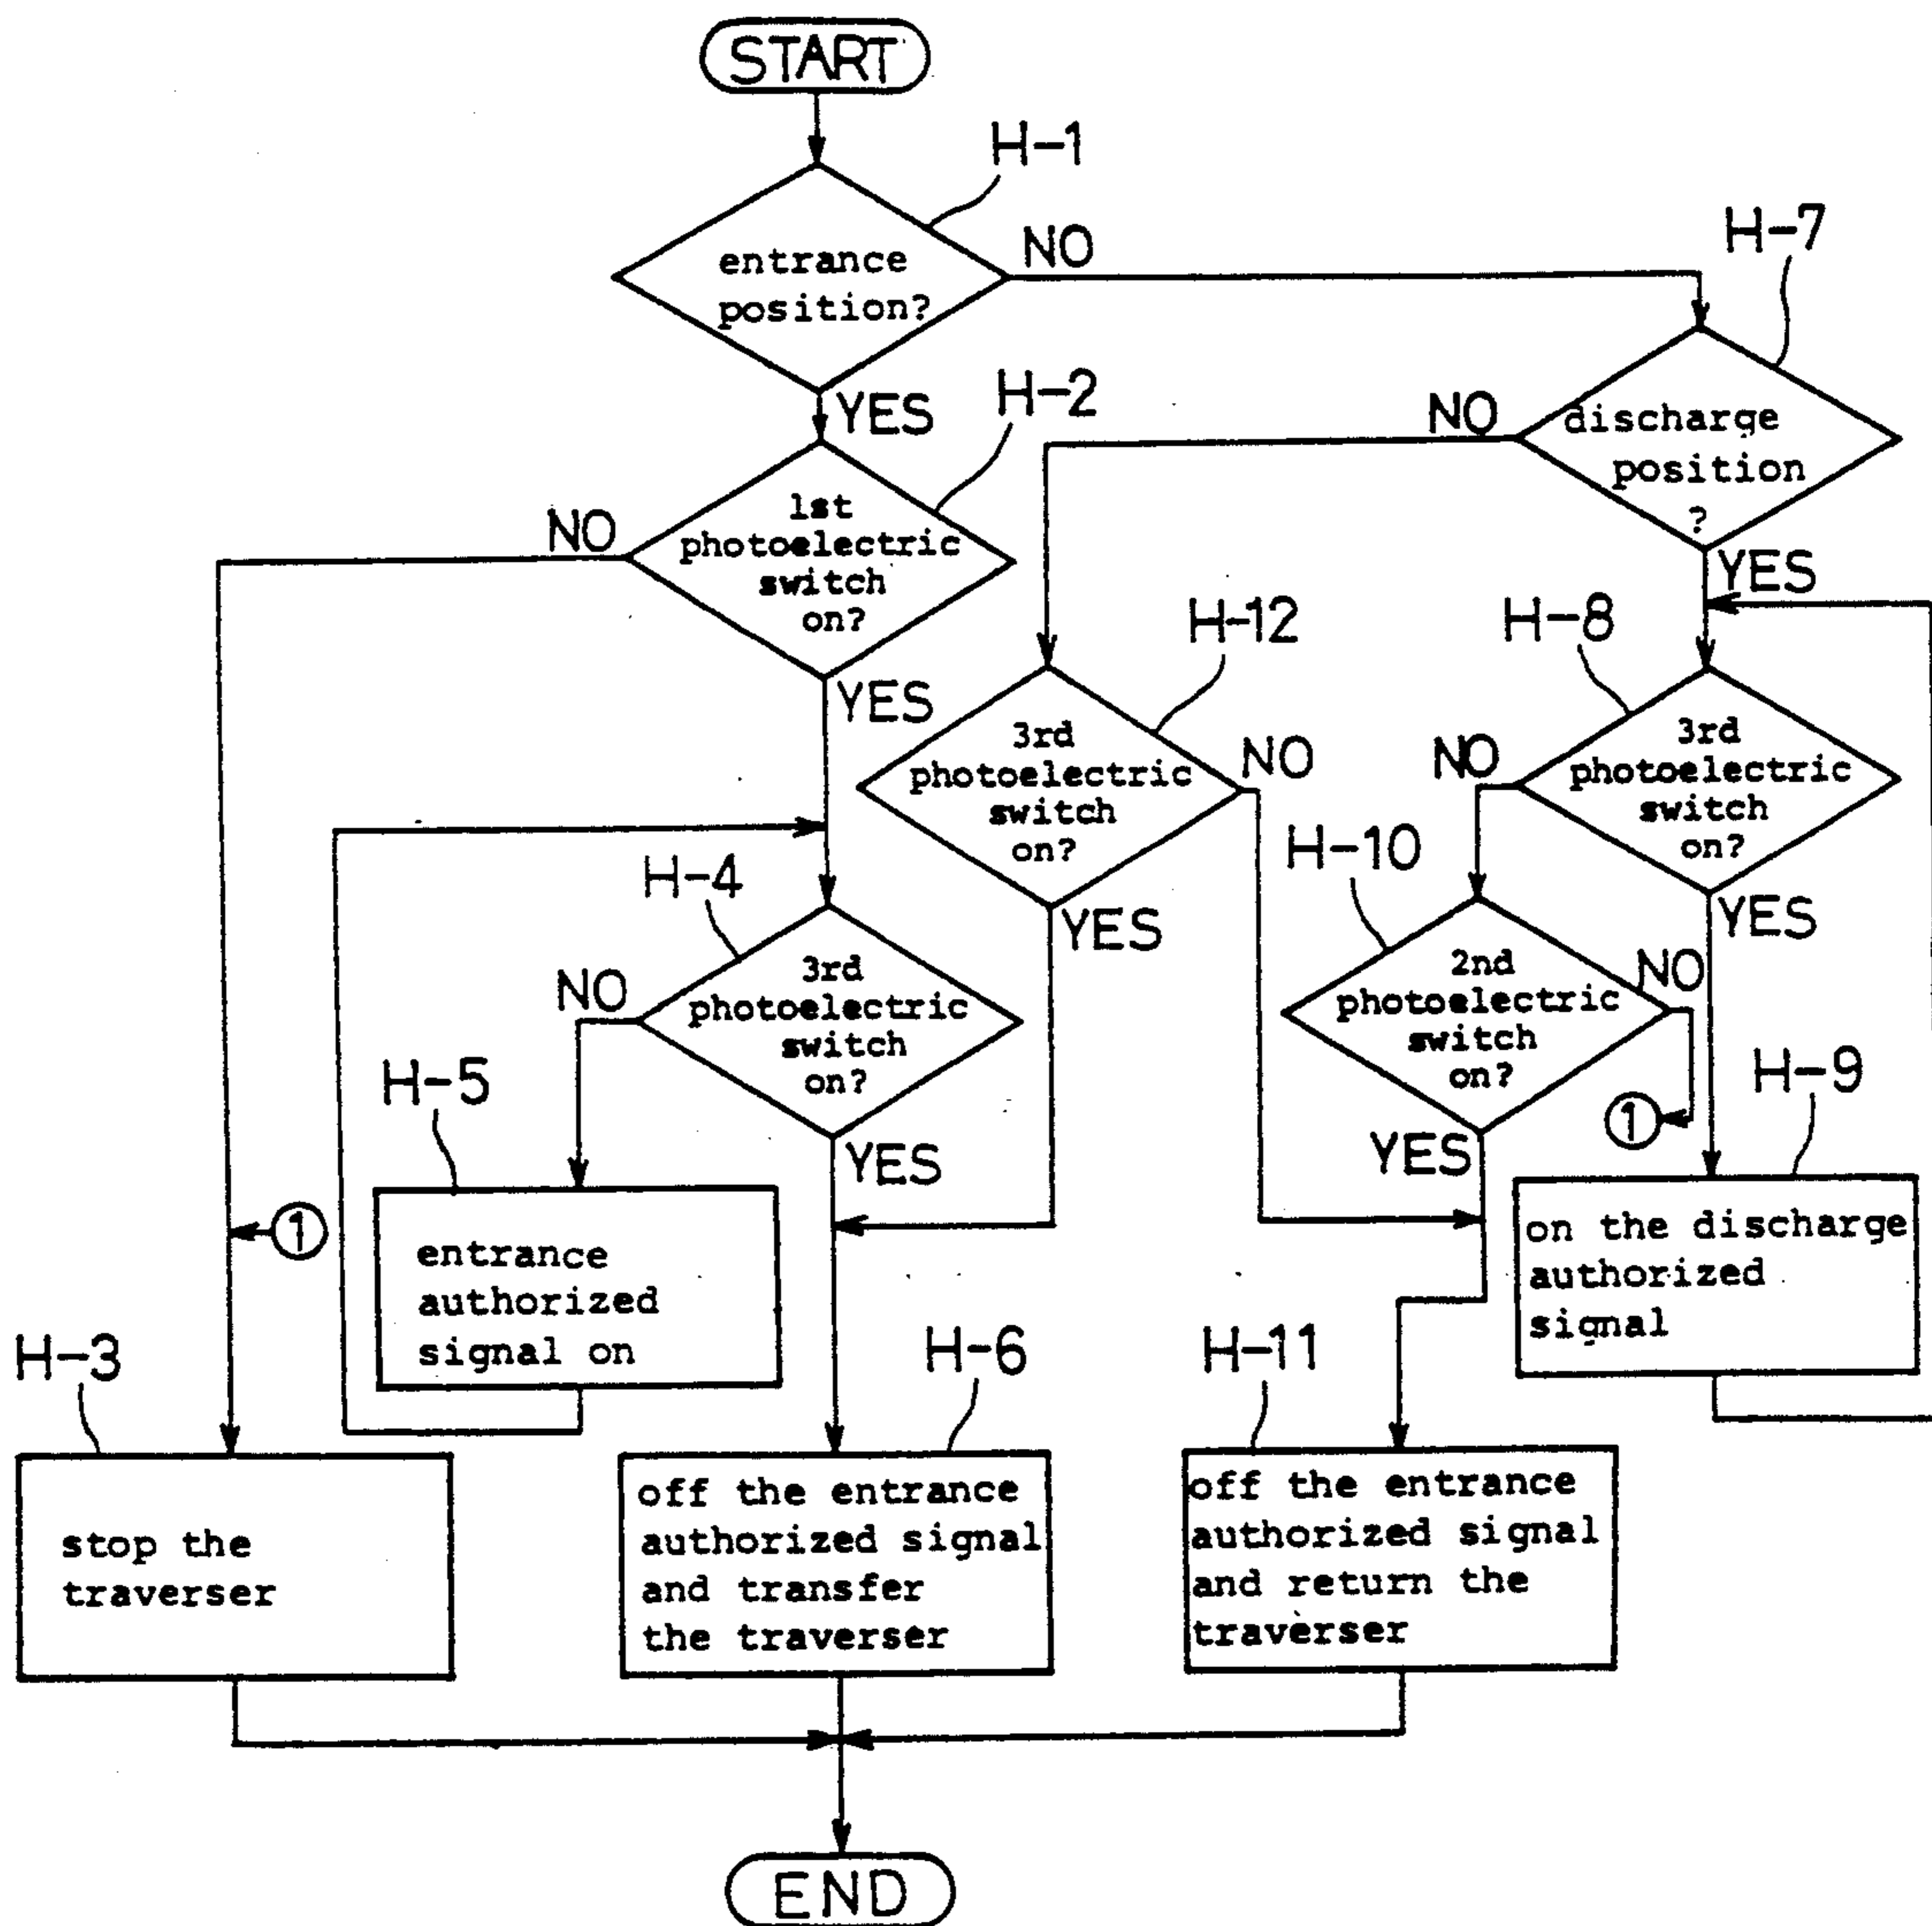 START
H-1
entrance
position?
NO
YES
H-7
discharge
position
?
NO
YES
H-2
1st
photoelectric
switch
on?
NO
YES
H-12
3rd
photoelectric
switch
on?
NO
YES
H-8
3rd
photoelectric
switch
on?
NO
YES
H-4
3rd
photoelectric
switch
on?
NO
YES
H-10
2nd
photoelectric
switch
on?
NO
YES
1
H-5
entrance
authorized
signal on
H-9
on the discharge
authorized
signal
1
H-3
stop the
traverser
H-6
off the entrance
authorized signal
and transfer
the traverser
H-11
off the entrance
authorized signal
and return the
traverser
END